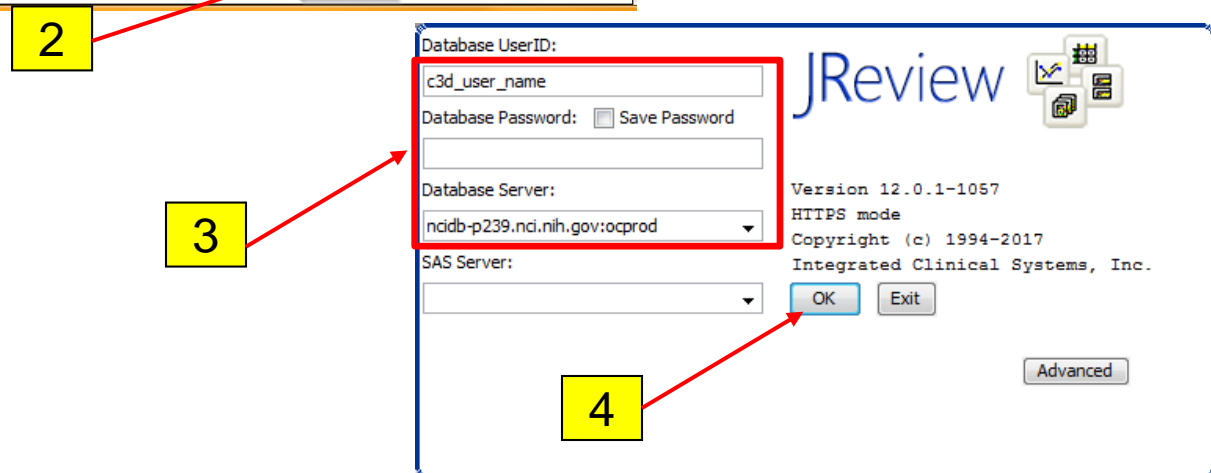 2
Database UserID:
c3d_user_name
Database Password: Save Password
Database Server:
ncidb-p239.nci.nih.gov:ocprod
SAS Server:
3
JReview
Version 12.0.1-1057
HTTPS mode
Copyright (c) 1994-2017
Integrated Clinical Systems, Inc.
OK Exit
Advanced
4